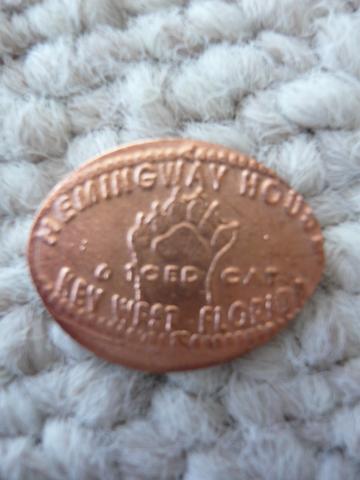 HEMINGWAY HOUSE
6 TOED CAT
KEY WEST FLORIDA